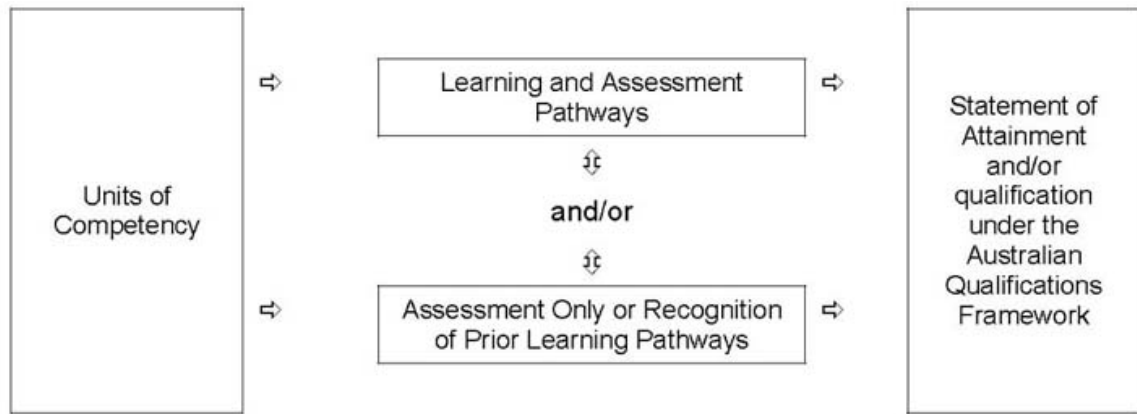 Units of
Competency
Learning and Assessment
Pathways
and/or
Assessment Only or Recognition
of Prior Learning Pathways
Statement of
Attainment
and/or
qualification
under the
Australian
Qualifications
Framework